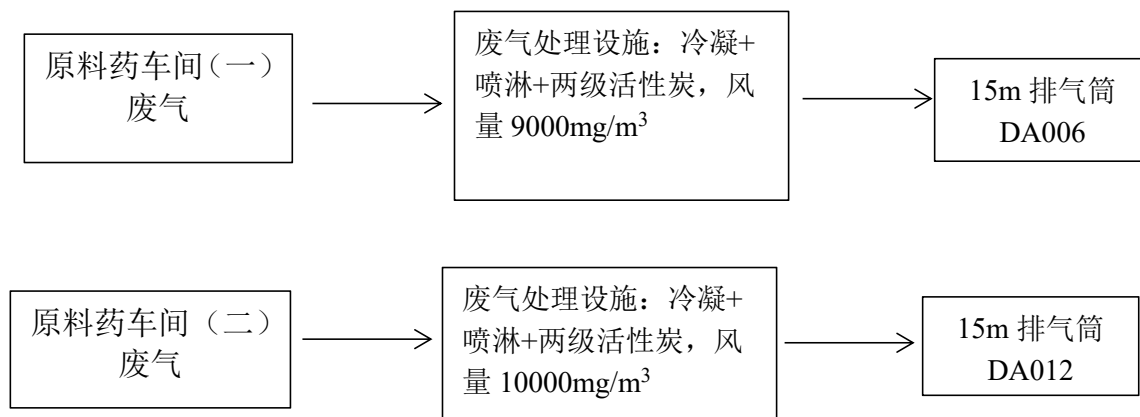 原料药车间(一)
废气
废气处理设施：冷凝+
喷淋+两级活性炭，风
量 9000mg/m³
15m 排气筒
DA006
原料药车间（二）
废气
废气处理设施：冷凝+
喷淋+两级活性炭，风
量 10000mg/m³
15m 排气筒
DA012